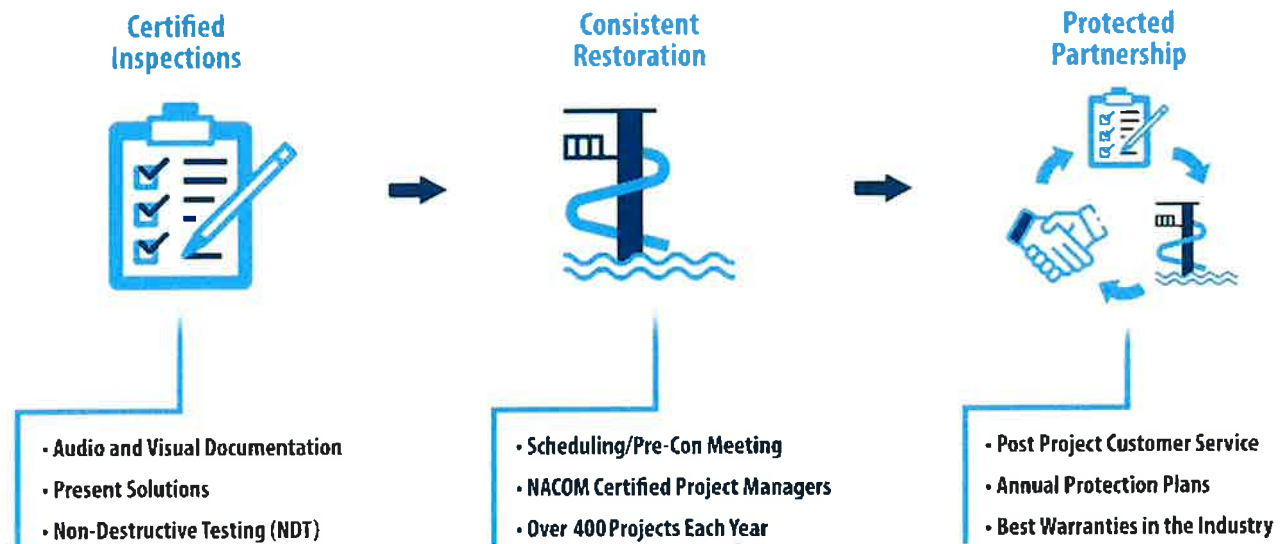 Certified
Inspections
Consistent
Restoration
Protected
Partnership
• Audio and Visual Documentation
• Present Solutions
• Non-Destructive Testing (NDT)
• Scheduling/Pre-Con Meeting
• NACOM Certified Project Managers
• Over 400 Projects Each Year
• Post Project Customer Service
• Annual Protection Plans
• Best Warranties in the Industry